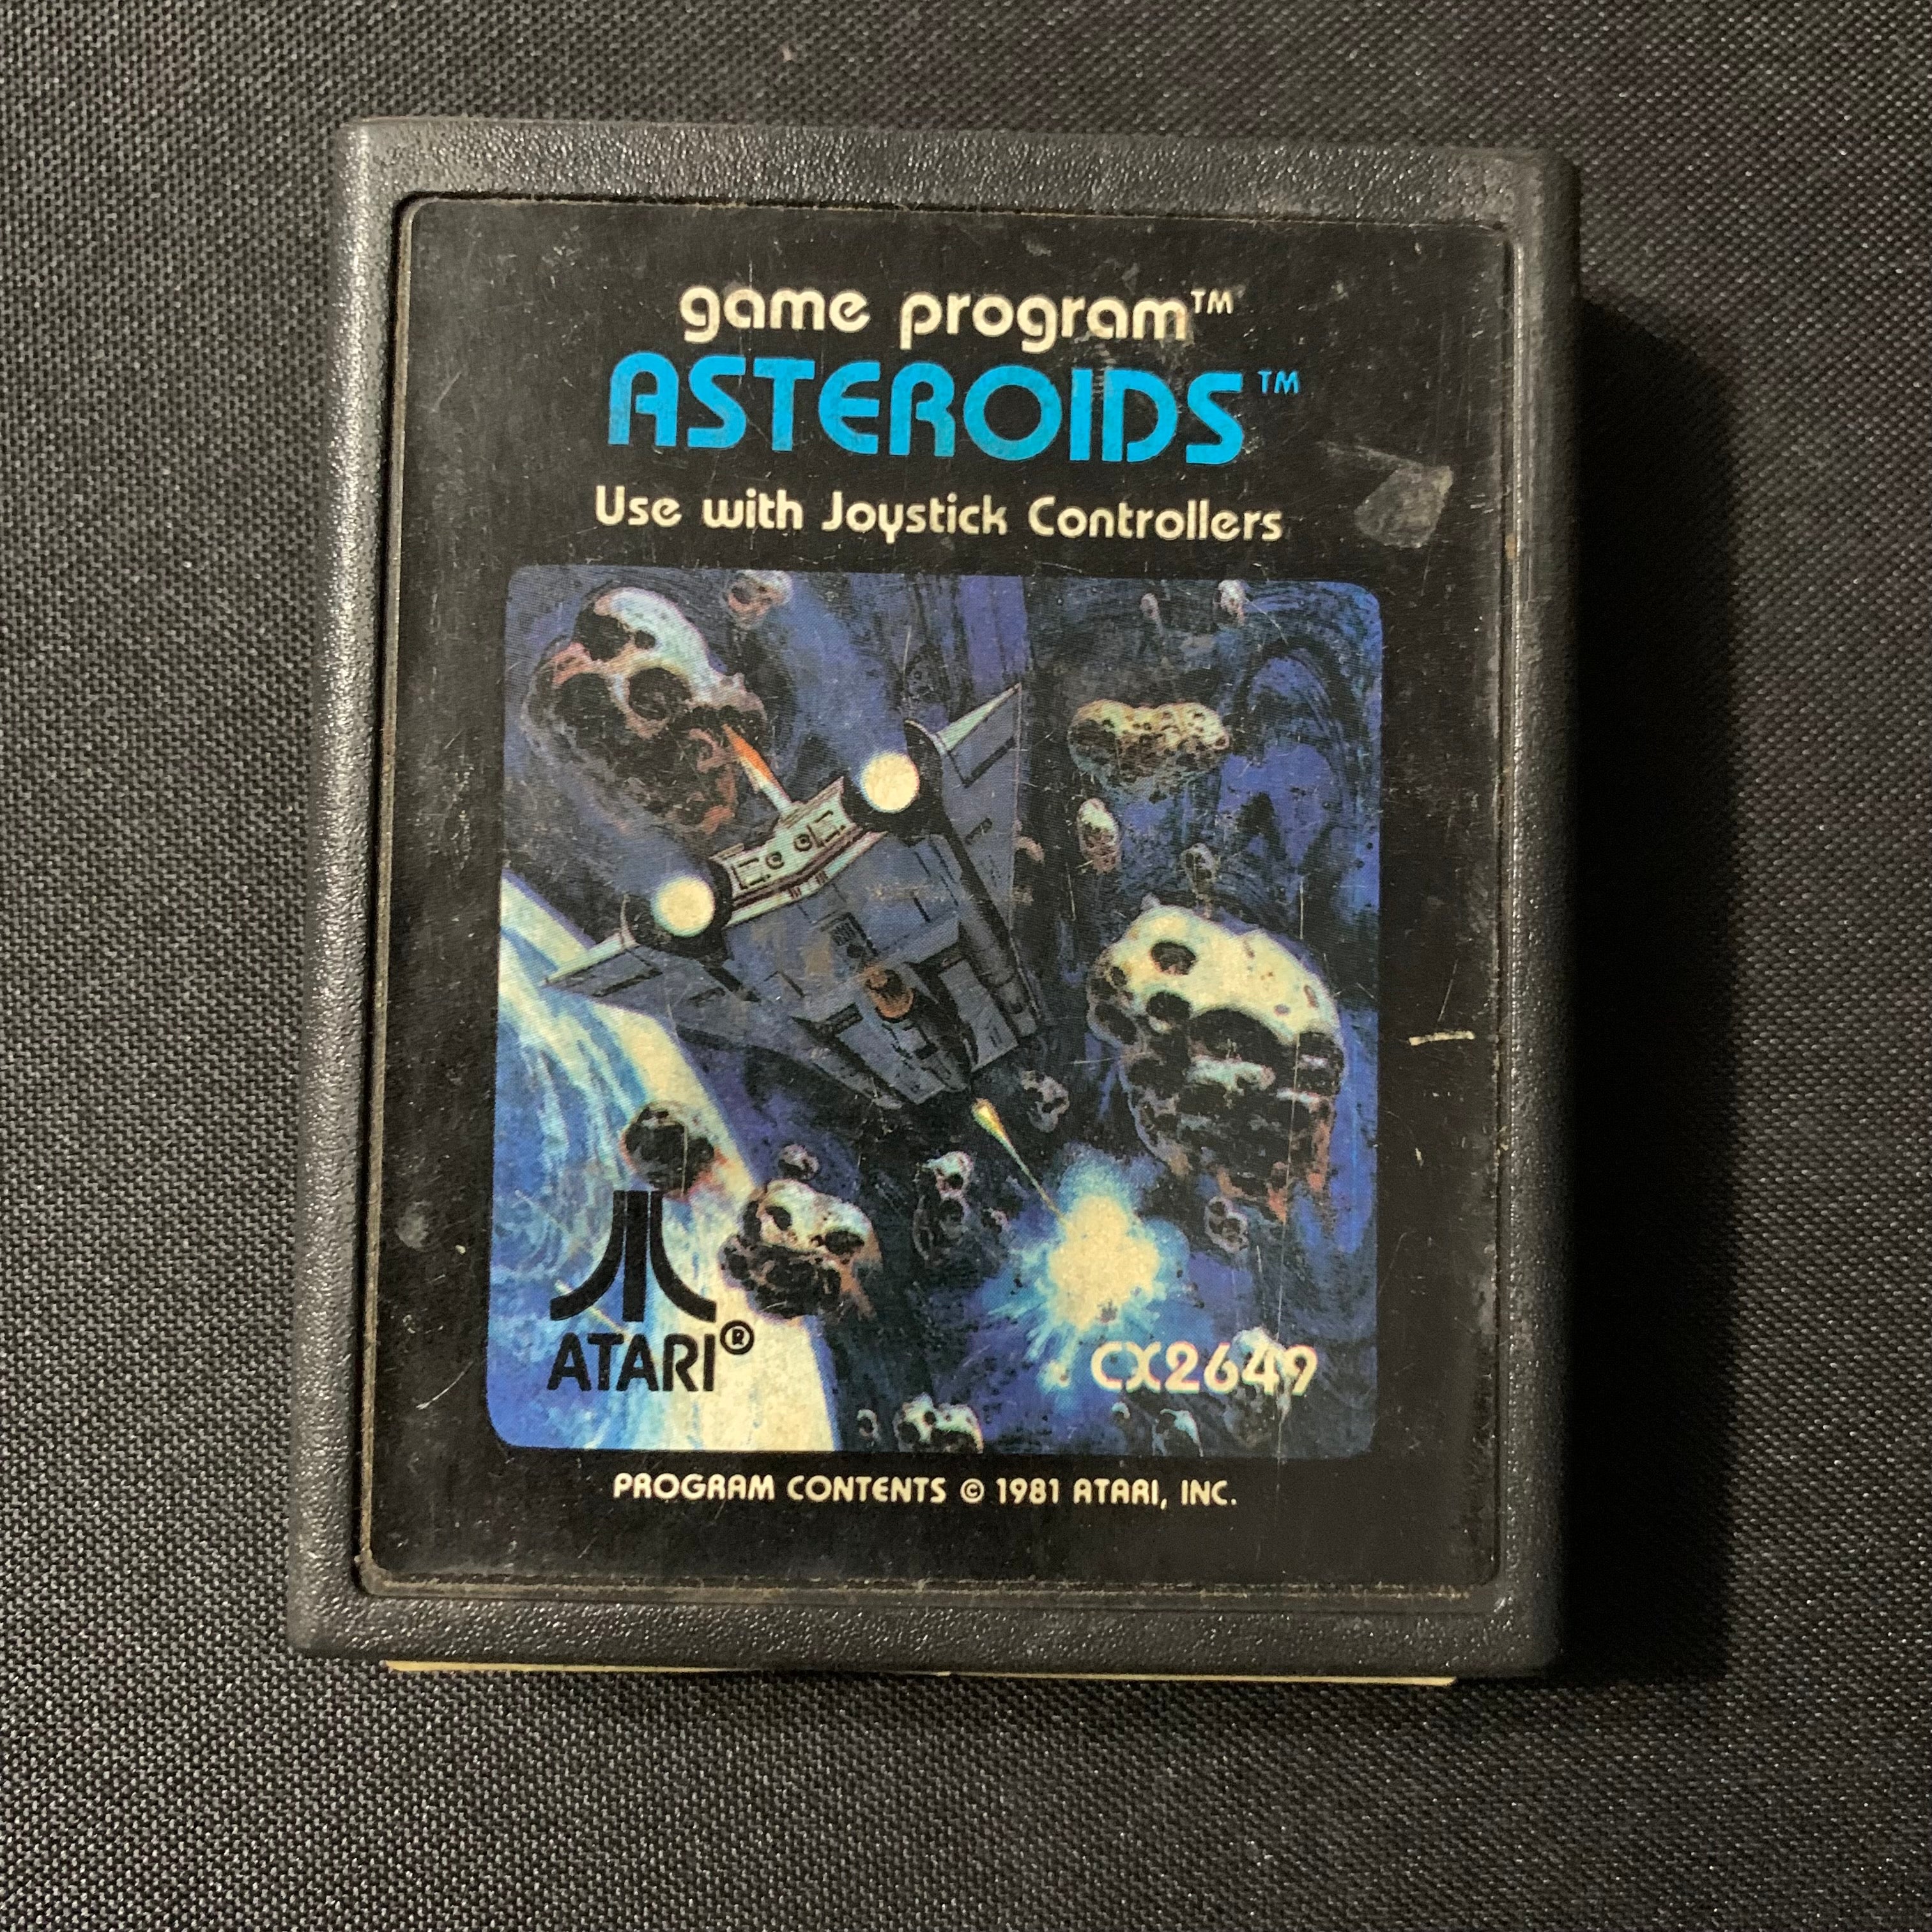 game program™
ASTEROIDS™
Use with Joystick Controllers
ATARI®
CX2649
PROGRAM CONTENTS © 1981 ATARI, INC.